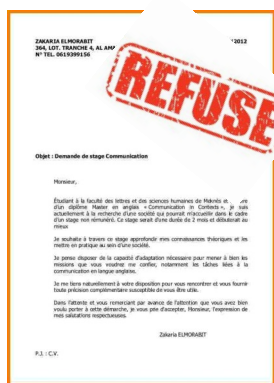 ZAKARIA ELMORABIT
2012
364, LOT. TRANCHE 4, AL
N° TEL. 0619399156
REFUSE
Objet : Demande de stage Communication
Monsieur,
Étudiant à la faculté des lettres et des sciences humaines de Meknès et
d'un diplôme Master en anglais « Communication in Contexts », je suis
actuellement à la recherche d'une société qui pourrait m'accueillir dans le cadre
d'un stage non rémunéré. Ce stage serait d'une durée de 2 mois et débuterait au
mieux
Je souhaite à travers ce stage approfondir mes connaissances théoriques et les
mettre en pratique au sein d'une société.
Je pense disposer de la capacité d'adaptation nécessaire pour mener à bien les
missions que vous voudrez me confier, notamment les tâches liées à la
communication en langue anglaise.
Je me tiens naturellement à votre disposition pour vous rencontrer et vous fournir
toute précision complémentaire susceptible de vous être utile.
Dans l'attente et vous remerciant par avance de l'attention que vous avez bien
voulu porter à cette démarche, je vous prie d'accepter, Monsieur, l'expression de
mes salutations respectueuses.
Zakaria ELMORABIT
P.J. : C.V.